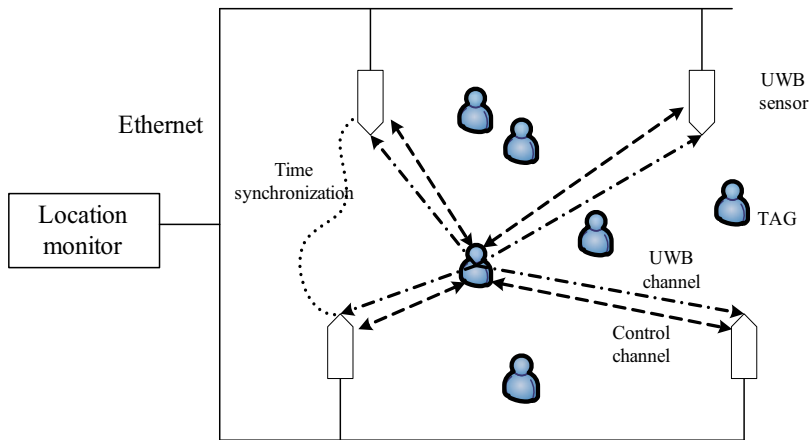 UWB
sensor
Ethernet
Time
synchronization
Location
monitor
TAG
UWB
channel
Control
channel